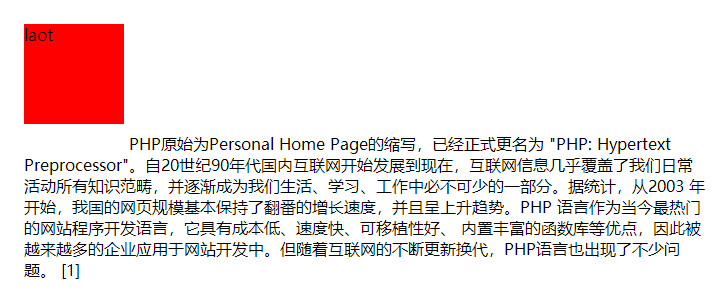 laot
PHP原始为Personal Home Page的缩写，已经正式更名为 "PHP: Hypertext
Preprocessor"。自20世纪90年代国内互联网开始发展到现在，互联网信息几乎覆盖了我们日常
活动所有知识范畴，并逐渐成为我们生活、学习、工作中必不可少的一部分。据统计，从2003 年
开始，我国的网页规模基本保持了翻番的增长速度，并且呈上升趋势。PHP 语言作为当今最热门
的网站程序开发语言，它具有成本低、速度快、可移植性好、 内置丰富的函数库等优点，因此被
越来越多的企业应用于网站开发中。但随着互联网的不断更新换代，PHP语言也出现了不少问
题。 [1]